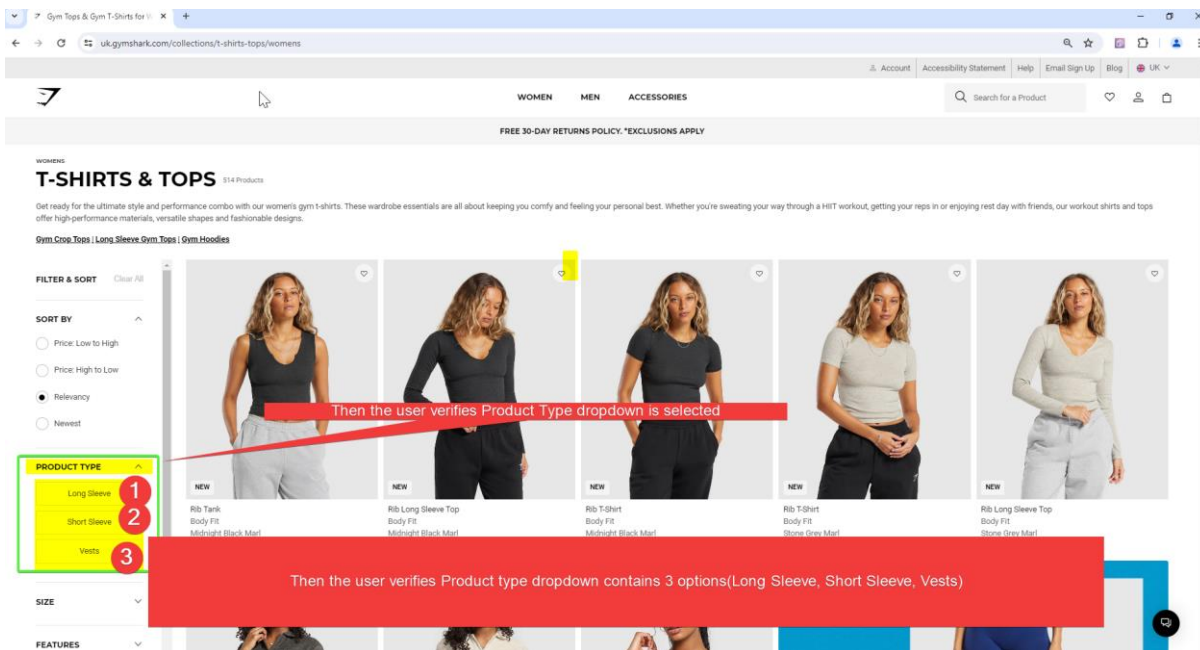 Gym Tops & Gym T-Shirts for W
uk.gymshark.com/collections/t-shirts-tops/womens
Account Accessibility Statement Help Email Sign Up Blog UK
WOMEN MEN ACCESSORIES
Search for a Product
FREE 30-DAY RETURNS POLICY. *EXCLUSIONS APPLY
WOMENS
T-SHIRTS & TOPS 514 Products
Get ready for the ultimate style and performance combo with our women's gym t-shirts. These wardrobe essentials are all about keeping you comfy and feeling your personal best. Whether you're sweating your way through a HIIT workout, getting your reps in or enjoying rest day with friends, our workout shirts and tops
offer high-performance materials, versatile shapes and fashionable designs.
Gym Crop Tops | Long Sleeve Gym Tops | Gym Hoodies
FILTER & SORT Clear All
SORT BY
Price: Low to High
Price: High to Low
Relevancy
Newest
Then the user verifies Product Type dropdown is selected
PRODUCT TYPE
Long Sleeve 1
Short Sleeve 2
Vests 3
NEW NEW NEW NEW NEW
Rib Tank Rib Long Sleeve Top Rib T-Shirt Rib T-Shirt Rib Long Sleeve Top
Body Fit Body Fit Body Fit Body Fit Body Fit
Midnight Black Marl Midnight Black Marl Midnight Black Marl Stone Grey Marl Stone Grey Marl
Then the user verifies Product type dropdown contains 3 options(Long Sleeve, Short Sleeve, Vests)
SIZE
FEATURES